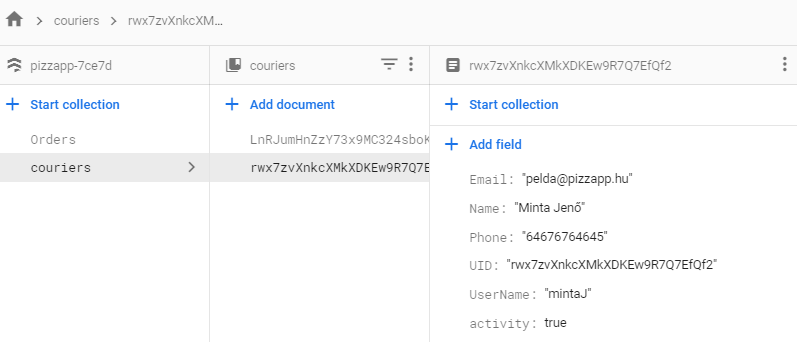 couriers
rwx7zvXnkcXM...
pizzapp-7ce7d
Start collection
Orders
couriers
couriers
Add document
LnRJumHnZzY73x9MC324sboK
rwx7zvXnkcXMkXDKEw9R7Q7E
rwx7zvXnkcXMkXDKEw9R7Q7EfQf2
Start collection
Add field
Email: "pelda@pizzapp.hu"
Name: "Minta Jenő"
Phone: "64676764645"
UID: "rwx7zvXnkcXMkXDKEw9R7Q7EfQf2"
UserName: "mintaJ"
activity: true